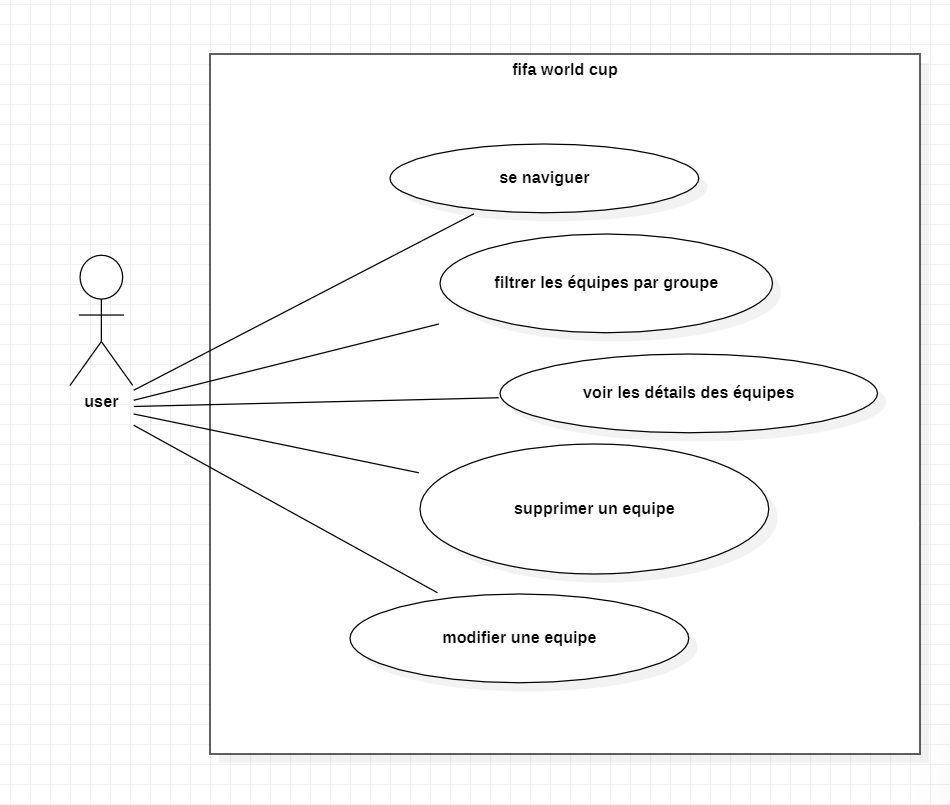 fifa world cup
se naviguer
filtrer les équipes par groupe
voir les détails des équipes
user
supprimer un equipe
modifier une equipe